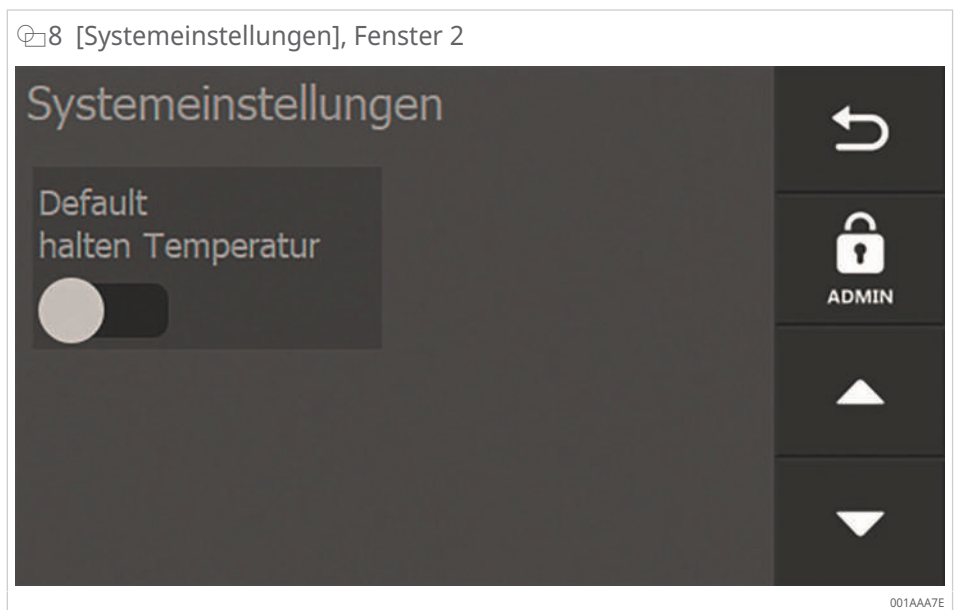 8 [Systemeinstellungen], Fenster 2
Systemeinstellungen
Default
halten Temperatur
ADMIN
001AAA7E